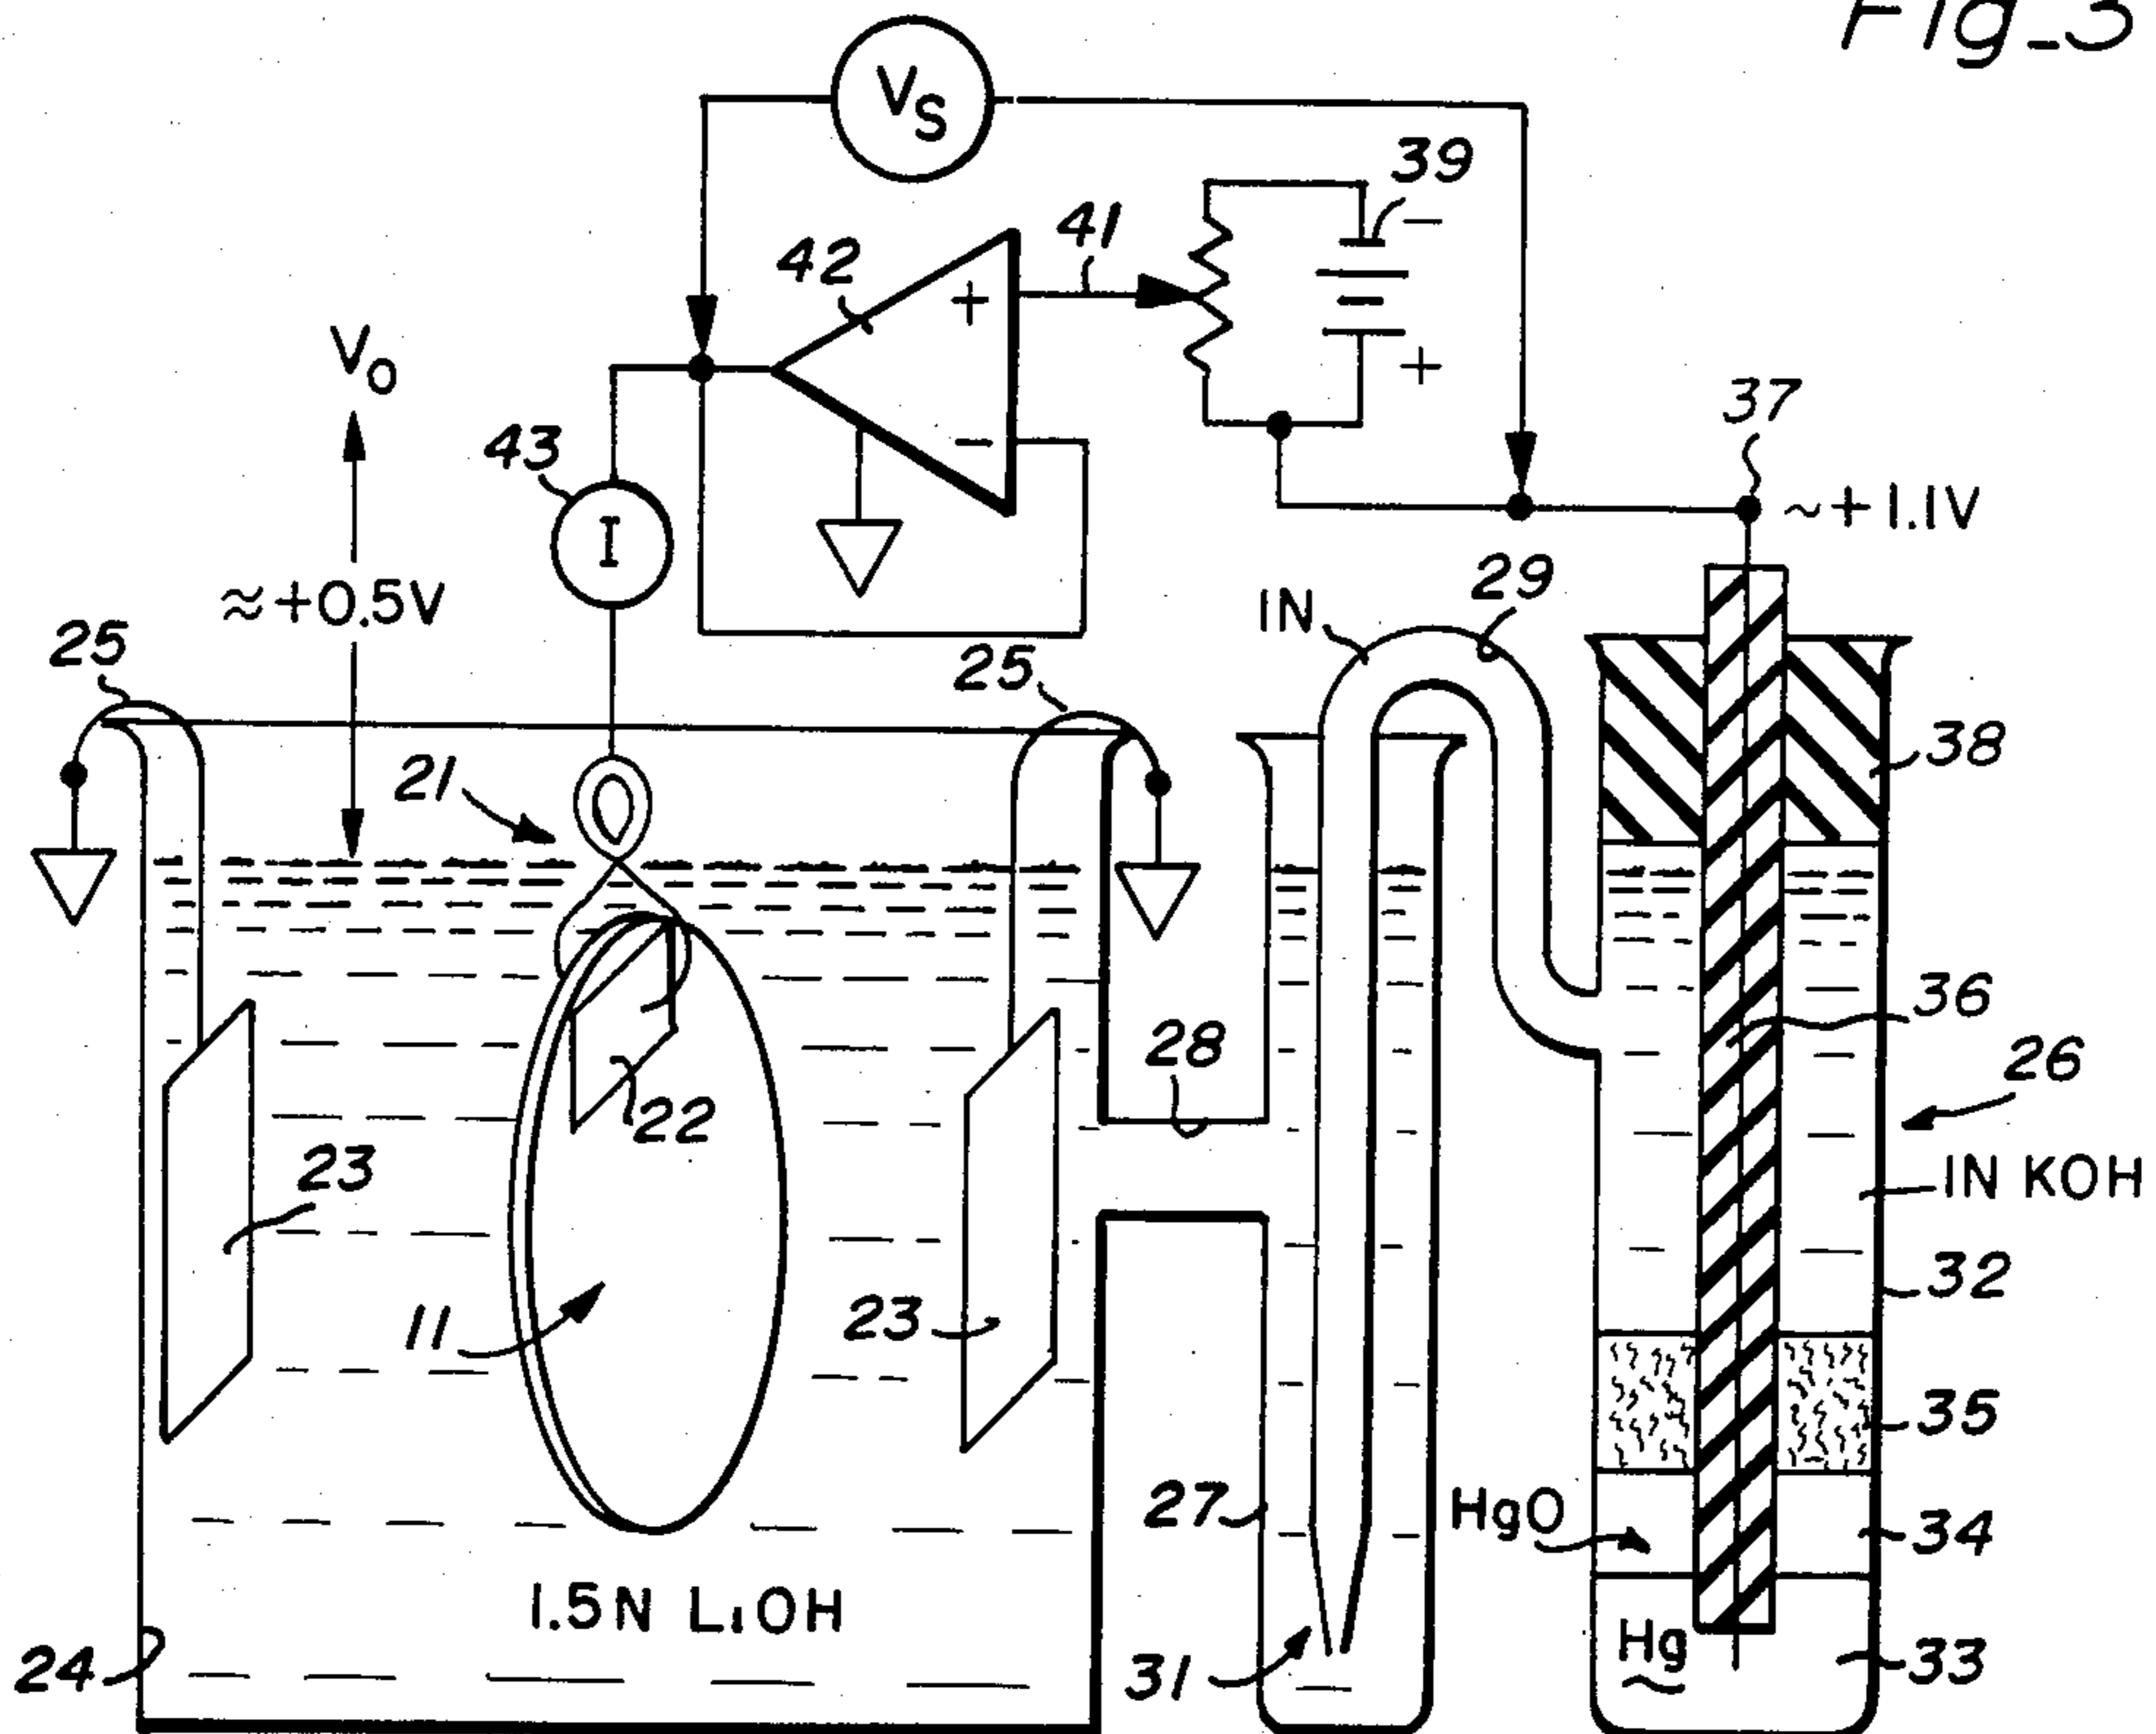 Fig_3
VS
39
−
41
42
+
VO
+
37
43
−
~+1.1V
I
≈+0.5V
IN
29
25
25
21
38
36
28
26
22
23
IN KOH
32
11
23
35
27
HgO
34
1.5N LiOH
Hg
24
31
33